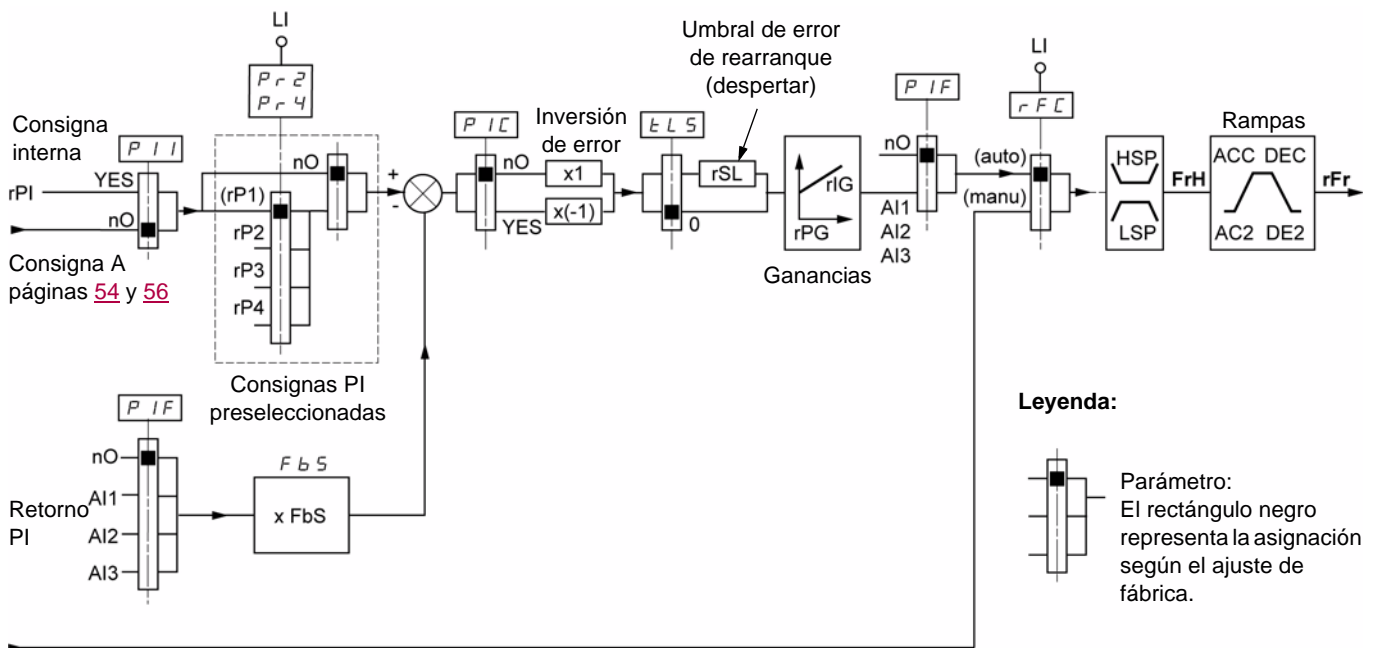 LI
Pr2
Pr4
Consigna
interna
PII
YES
rPI
nO
Consigna A
páginas 54 y 56
nO
(rP1)
rP2
rP3
rP4
Consignas PI
preseleccionadas
+
-
PIC
nO
YES
Inversión
de error
x1
x(-1)
tLS
0
Umbral de error
de rearranque
(despertar)
rSL
rIG
rPG
Ganancias
PIF
nO
AI1
AI2
AI3
LI
rFC
(auto)
(manu)
HSP
LSP
FrH
Rampas
ACC DEC
AC2 DE2
rFr
PIF
nO
AI1
Retorno
PI
AI2
AI3
FbS
x FbS
Leyenda:
Parámetro:
El rectángulo negro
representa la asignación
según el ajuste de
fábrica.